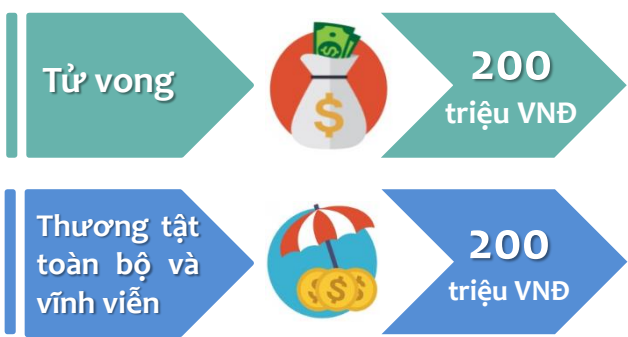 Tử vong
200
triệu VNĐ
Thương tật
toàn bộ và
vĩnh viễn
200
triệu VNĐ